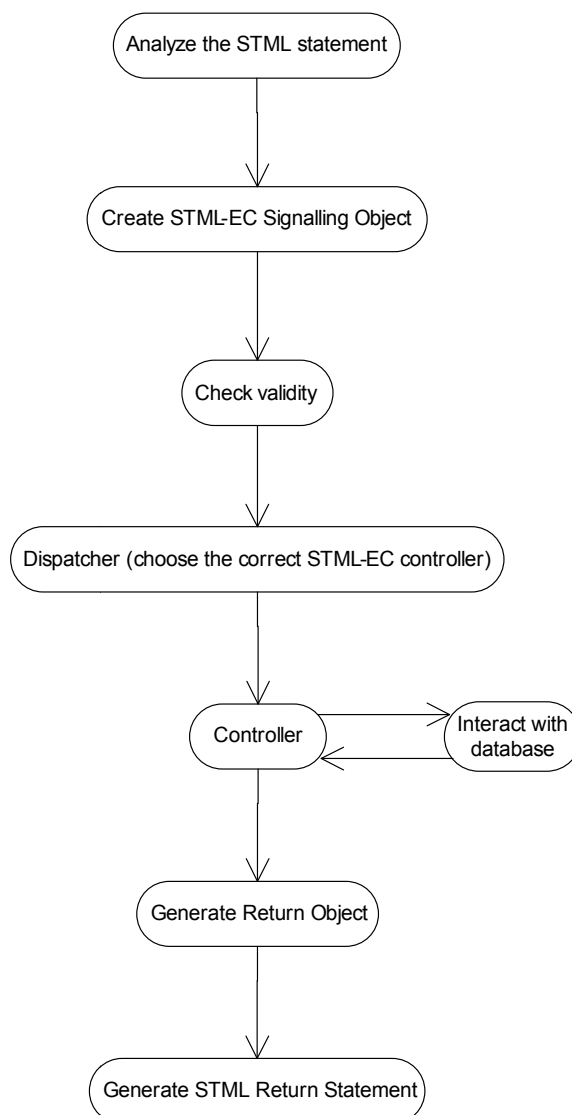 Analyze the STML statement
Create STML-EC Signalling Object
Check validity
Dispatcher (choose the correct STML-EC controller)
Controller
Interact with
database
Generate Return Object
Generate STML Return Statement